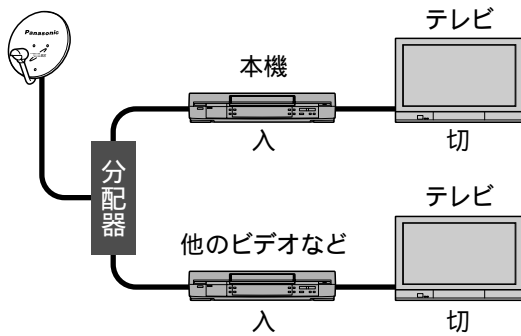 Panasonic
テレビ
本機
入
切
分配器
テレビ
他のビデオなど
入
切